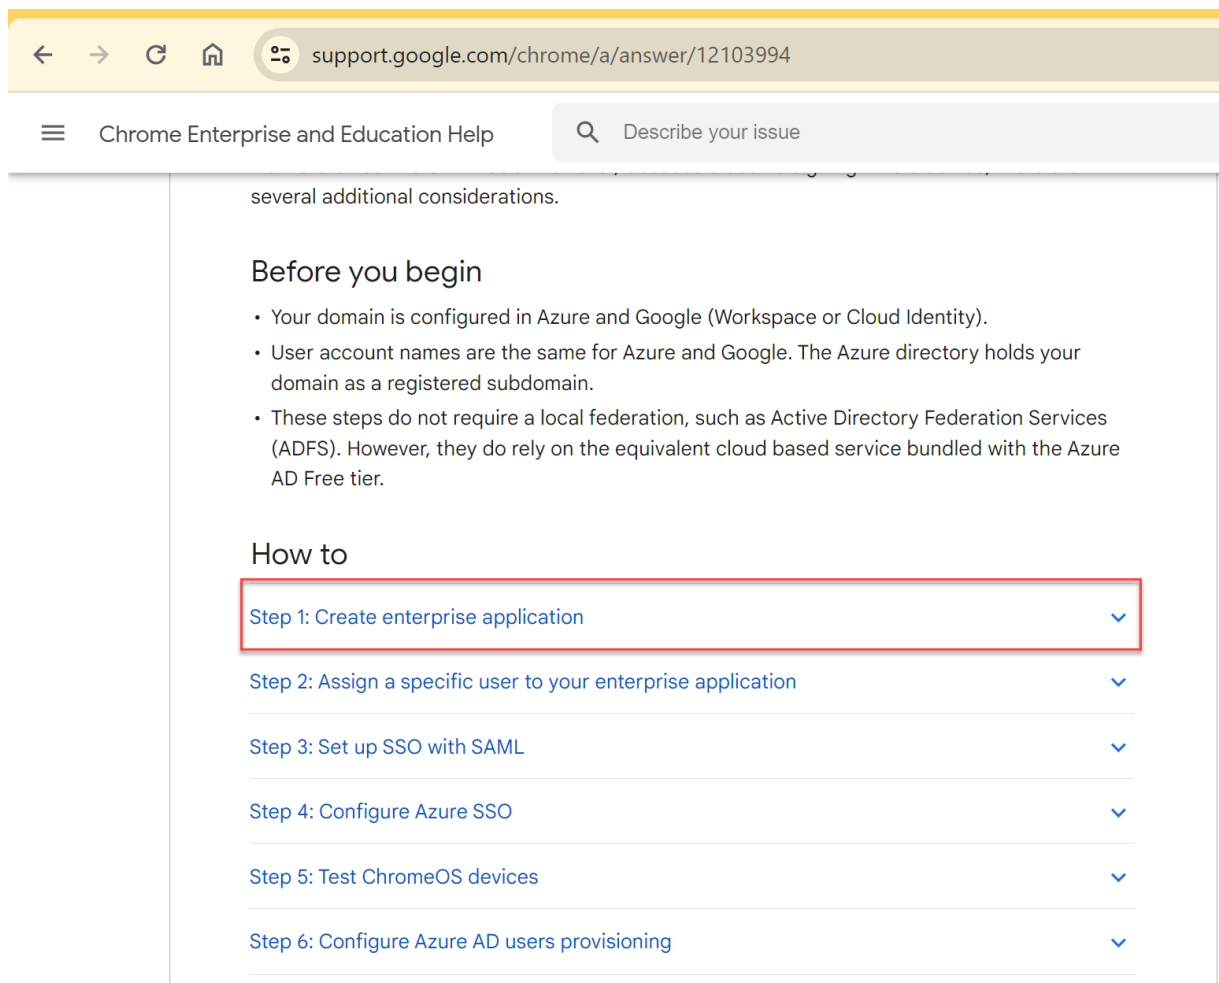 support.google.com/chrome/a/answer/12103994
Chrome Enterprise and Education Help
Describe your issue
several additional considerations.
Before you begin
• Your domain is configured in Azure and Google (Workspace or Cloud Identity).
• User account names are the same for Azure and Google. The Azure directory holds your
domain as a registered subdomain.
• These steps do not require a local federation, such as Active Directory Federation Services
(ADFS). However, they do rely on the equivalent cloud based service bundled with the Azure
AD Free tier.
How to
Step 1: Create enterprise application
Step 2: Assign a specific user to your enterprise application
Step 3: Set up SSO with SAML
Step 4: Configure Azure SSO
Step 5: Test ChromeOS devices
Step 6: Configure Azure AD users provisioning